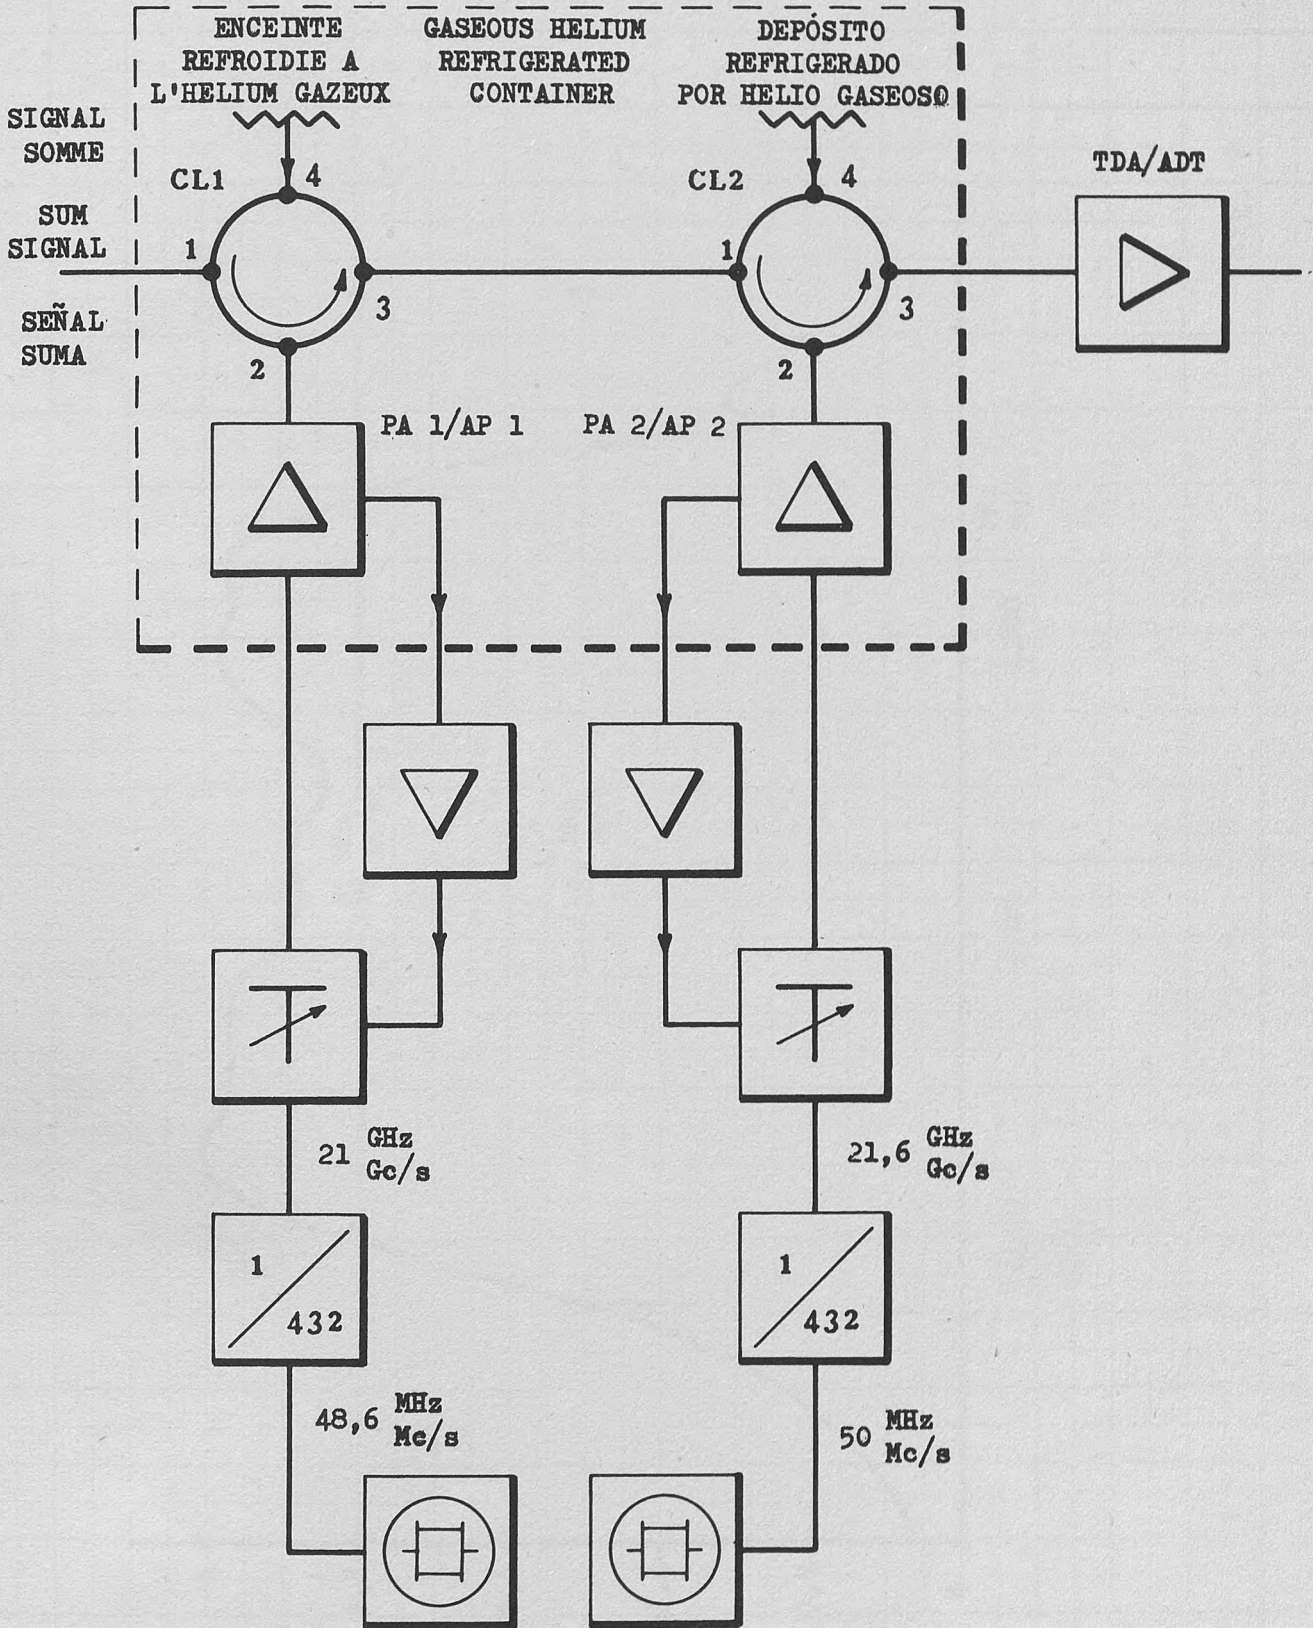 ENCEINTE
REFROIDIE A
L'HELIUM GAZEUX
GASEOUS HELIUM
REFRIGERATED
CONTAINER
DEPÓSITO
REFRIGERADO
POR HELIO GASEOSO
SIGNAL
SOMME
SUM
SIGNAL
SEÑAL
SUMA
CL1
4
1
3
2
CL2
4
1
3
2
TDA/ADT
PA 1/AP 1
PA 2/AP 2
21 GHz
Gc/s
21,6 GHz
Gc/s
1
432
1
432
48,6 MHz
Mc/s
50 MHz
Mc/s